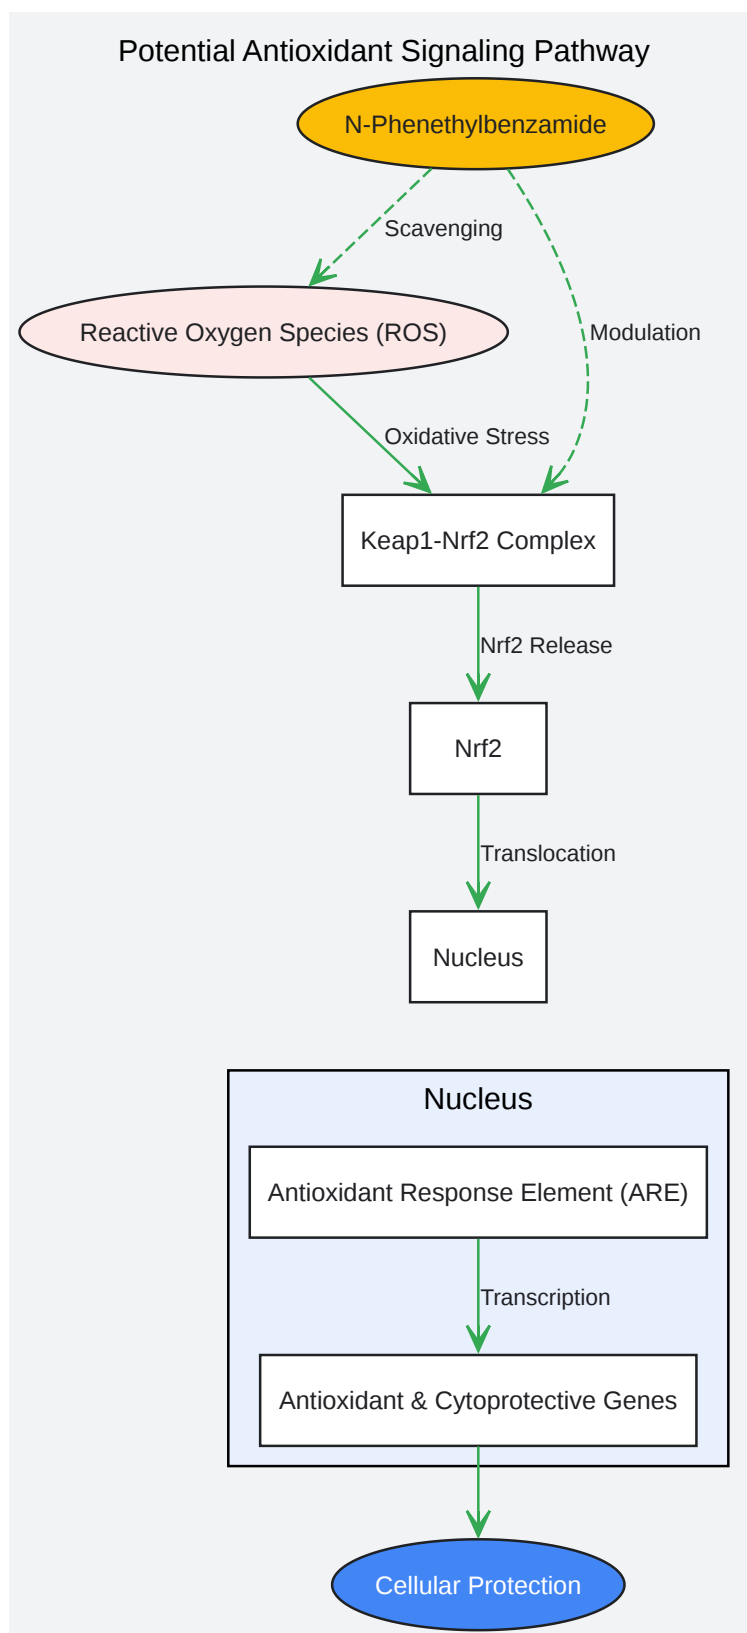 Potential Antioxidant Signaling Pathway
N-Phenethylbenzamide
Scavenging
Reactive Oxygen Species (ROS)
Modulation
Oxidative Stress
Keap1-Nrf2 Complex
Nrf2 Release
Nrf2
Translocation
Nucleus
Nucleus
Antioxidant Response Element (ARE)
Transcription
Antioxidant & Cytoprotective Genes
Cellular Protection